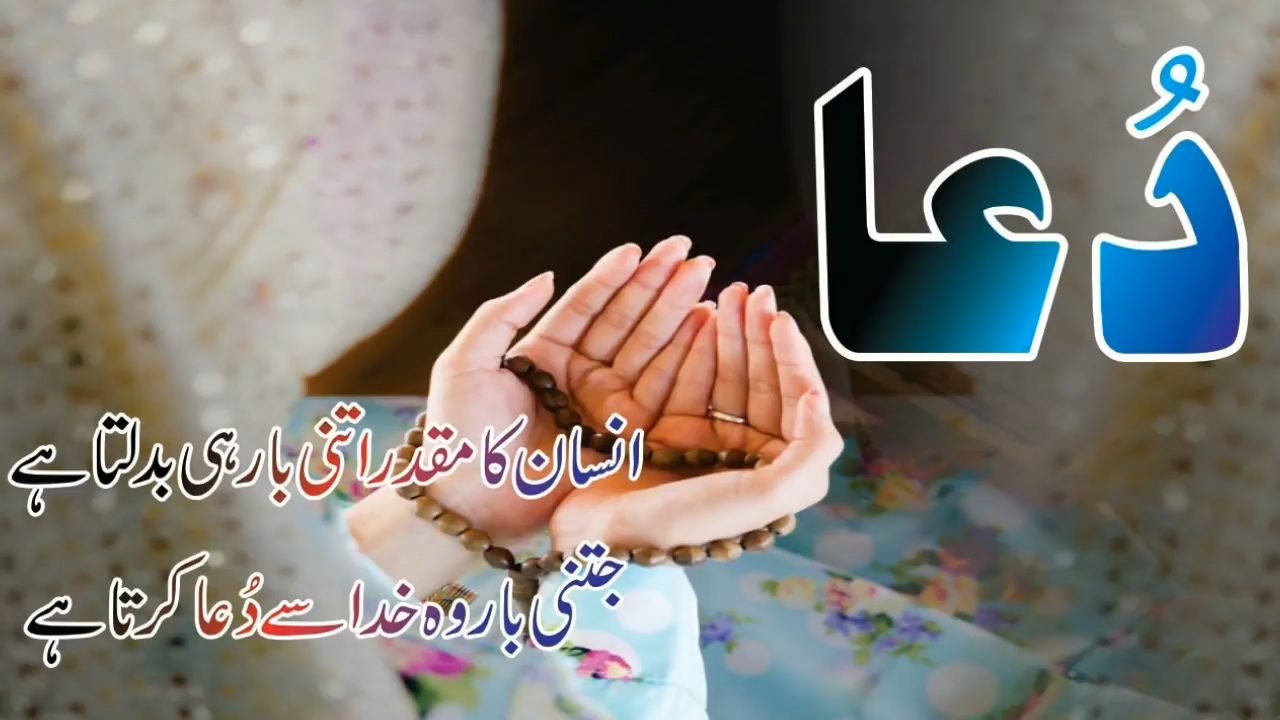 دُعا
انسان کا مقدر اتنی بار ہی بدلتا ہے
جتنی بار وہ خدا سے دُعا کرتا ہے